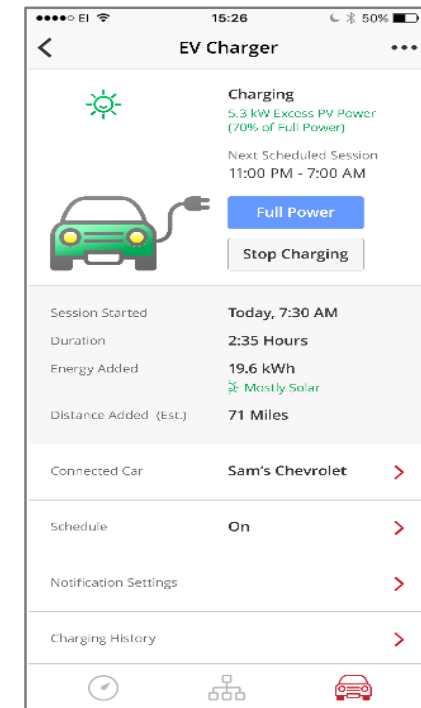 EI 15:26 50%
EV Charger
Charging
5.3 kW Excess PV Power
(70% of Full Power)
Next Scheduled Session
11:00 PM - 7:00 AM
Full Power
Stop Charging
Session Started Today, 7:30 AM
Duration 2:35 Hours
Energy Added 19.6 kWh
Mostly Solar
Distance Added (Est.) 71 Miles
Connected Car Sam's Chevrolet
Schedule On
Notification Settings
Charging History